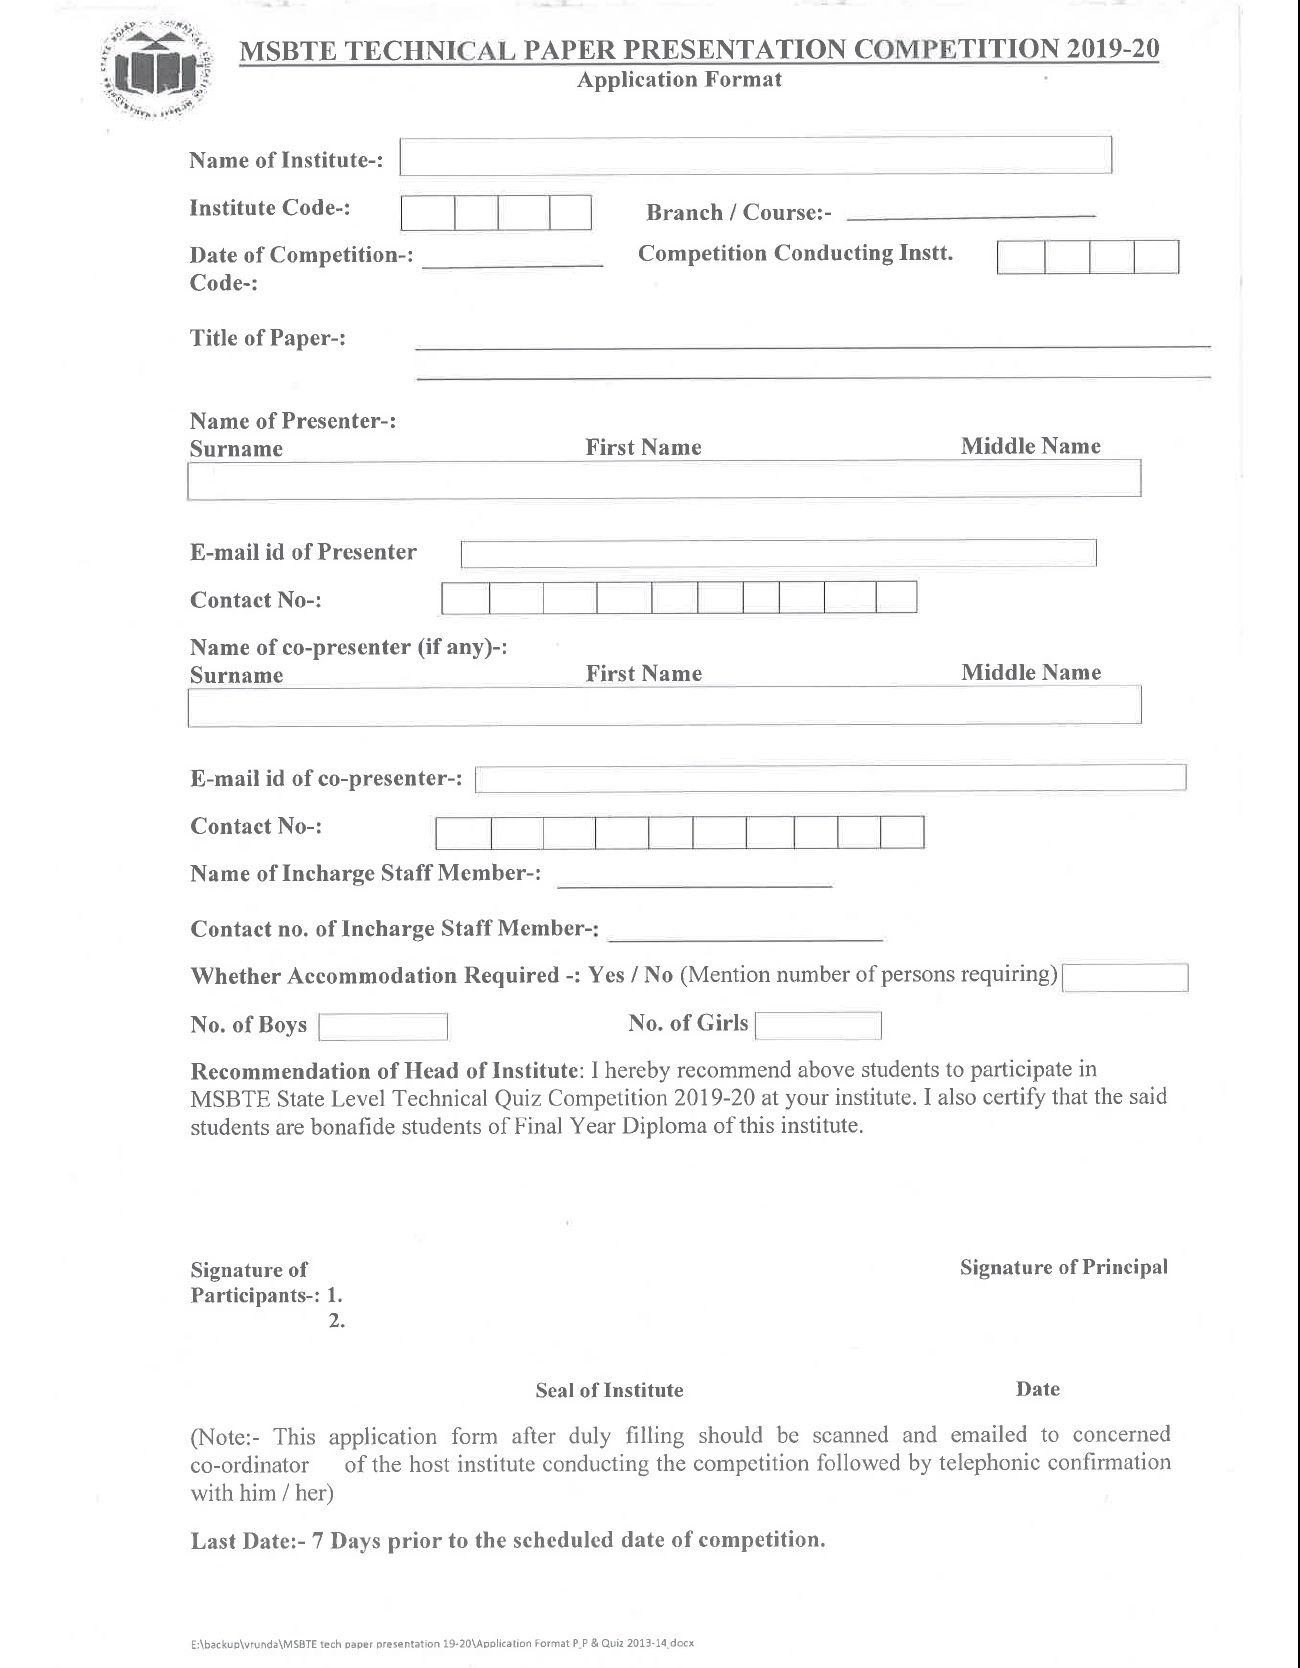 MSBTE TECHNICAL PAPER PRESENTATION COMPETITION 2019-20
Application Format
Name of Institute-:
Institute Code-: Branch / Course:-
Date of Competition-: Competition Conducting Instt.
Code-:
Title of Paper-:
Name of Presenter-:
Surname First Name Middle Name
E-mail id of Presenter
Contact No-:
Name of co-presenter (if any)-:
Surname First Name Middle Name
E-mail id of co-presenter-:
Contact No-:
Name of Incharge Staff Member-:
Contact no. of Incharge Staff Member-:
Whether Accommodation Required -: Yes / No (Mention number of persons requiring)
No. of Boys No. of Girls
Recommendation of Head of Institute: I hereby recommend above students to participate in
MSBTE State Level Technical Quiz Competition 2019-20 at your institute. I also certify that the said
students are bonafide students of Final Year Diploma of this institute.
Signature of Signature of Principal
Participants-: 1.
2.
Seal of Institute Date
(Note:- This application form after duly filling should be scanned and emailed to concerned
co-ordinator of the host institute conducting the competition followed by telephonic confirmation
with him / her)
Last Date:- 7 Days prior to the scheduled date of competition.
E:\backup\vrunda\MSBTE tech paper presentation 19-20\Application Format P_P & Quiz 2013-14.docx